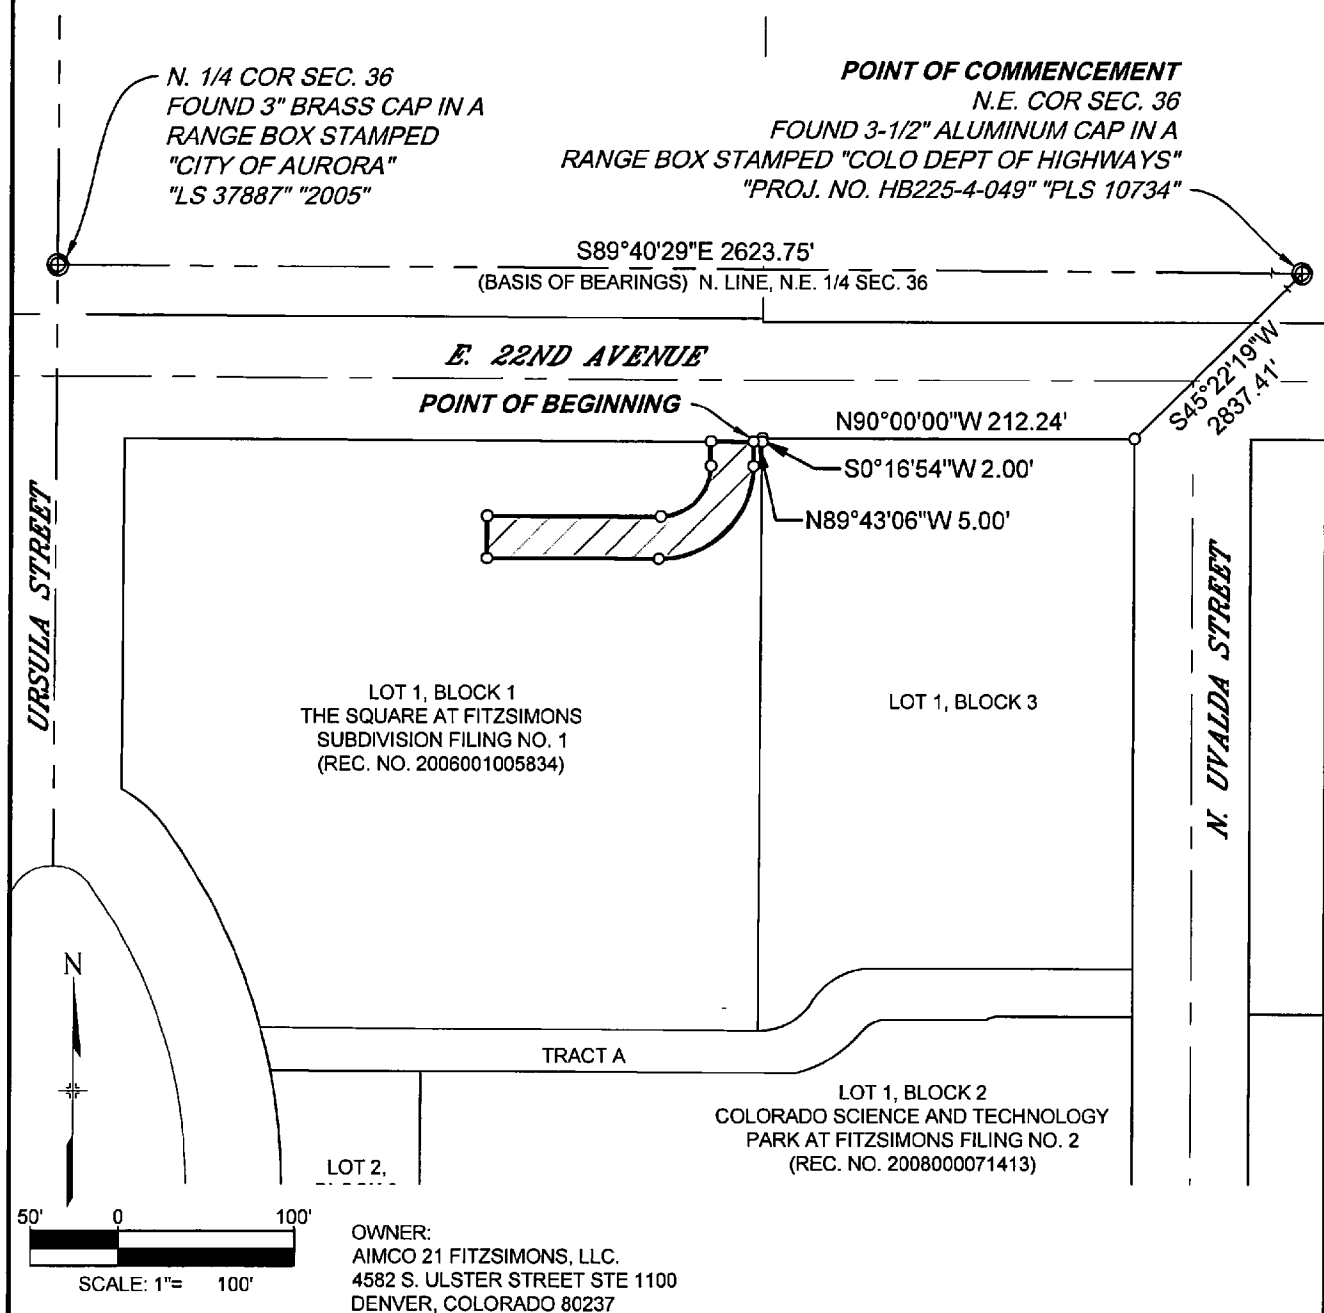 N. 1/4 COR SEC. 36
FOUND 3" BRASS CAP IN A
RANGE BOX STAMPED
"CITY OF AURORA"
"LS 37887" "2005"
POINT OF COMMENCEMENT
N.E. COR SEC. 36
FOUND 3-1/2" ALUMINUM CAP IN A
RANGE BOX STAMPED "COLO DEPT OF HIGHWAYS"
"PROJ. NO. HB225-4-049" "PLS 10734"
S89°40'29"E 2623.75'
(BASIS OF BEARINGS) N. LINE, N.E. 1/4 SEC. 36
E. 22ND AVENUE
S45°22'19"W
2837.41'
POINT OF BEGINNING
N90°00'00"W 212.24'
S0°16'54"W 2.00'
N89°43'06"W 5.00'
URSULA STREET
N. UVALDA STREET
LOT 1, BLOCK 1
THE SQUARE AT FITZSIMONS
SUBDIVISION FILING NO. 1
(REC. NO. 2006001005834)
LOT 1, BLOCK 3
N
TRACT A
LOT 1, BLOCK 2
COLORADO SCIENCE AND TECHNOLOGY
PARK AT FITZSIMONS FILING NO. 2
(REC. NO. 2008000071413)
LOT 2,
50' 0 100'
SCALE: 1"= 100'
OWNER:
AIMCO 21 FITZSIMONS, LLC.
4582 S. ULSTER STREET STE 1100
DENVER, COLORADO 80237